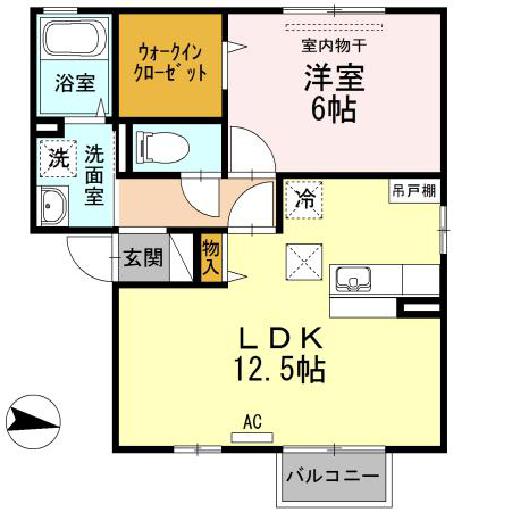 浴室
ウォークイン
クローゼット
室内物干
洋室
6帖
洗
洗面室
冷
吊戸棚
玄関
物入
LDK
12.5帖
AC
バルコニー